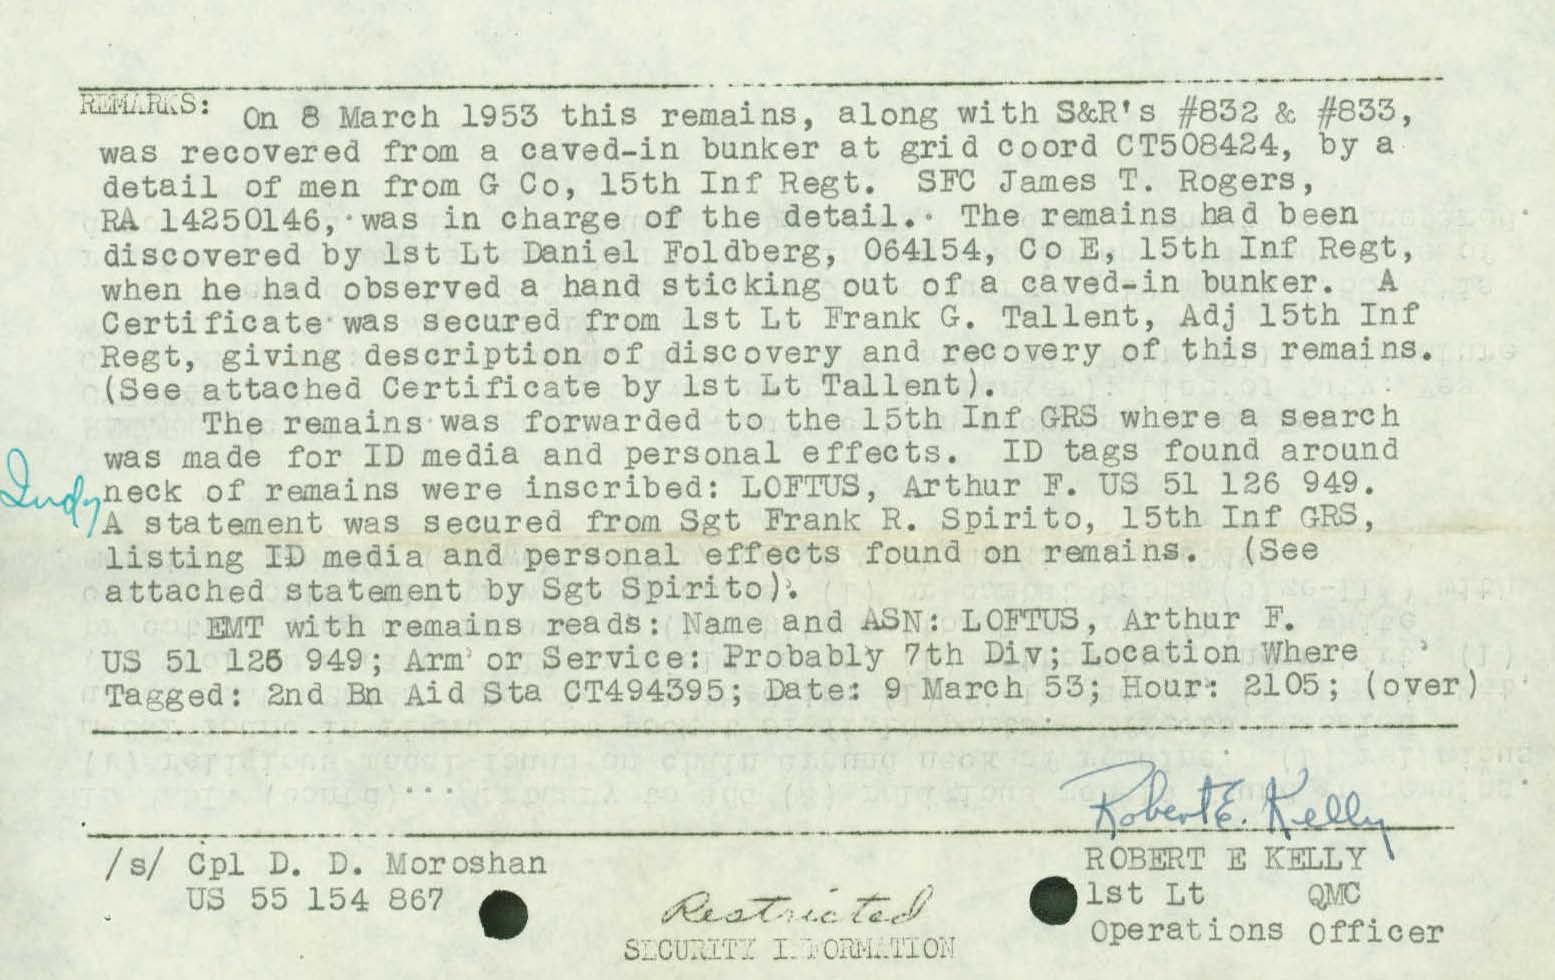 REMARKS: On 8 March 1953 this remains, along with S&R's #832 & #833,
was recovered from a caved-in bunker at grid coord CT508424, by a
detail of men from G Co, 15th Inf Regt. SFC James T. Rogers,
RA 14250146, was in charge of the detail. The remains had been
discovered by 1st Lt Daniel Foldberg, O64154, Co E, 15th Inf Regt,
when he had observed a hand sticking out of a caved-in bunker. A
Certificate was secured from 1st Lt Frank G. Tallent, Adj 15th Inf
Regt, giving description of discovery and recovery of this remains.
(See attached Certificate by 1st Lt Tallent).
The remains was forwarded to the 15th Inf GRS where a search
was made for ID media and personal effects. ID tags found around
neck of remains were inscribed: LOFTUS, Arthur F. US 51 126 949.
A statement was secured from Sgt Frank R. Spirito, 15th Inf GRS,
listing ID media and personal effects found on remains. (See
attached statement by Sgt Spirito).
EMT with remains reads: Name and ASN: LOFTUS, Arthur F.
US 51 126 949; Arm or Service: Probably 7th Div; Location Where
Tagged: 2nd Bn Aid Sta CT494395; Date: 9 March 53; Hour: 2105; (over)
Robert E. Kelly
/s/ Cpl D. D. Moroshan
US 55 154 867
ROBERT E KELLY
1st Lt QMC
Operations Officer
Restricted
SECURITY INFORMATION